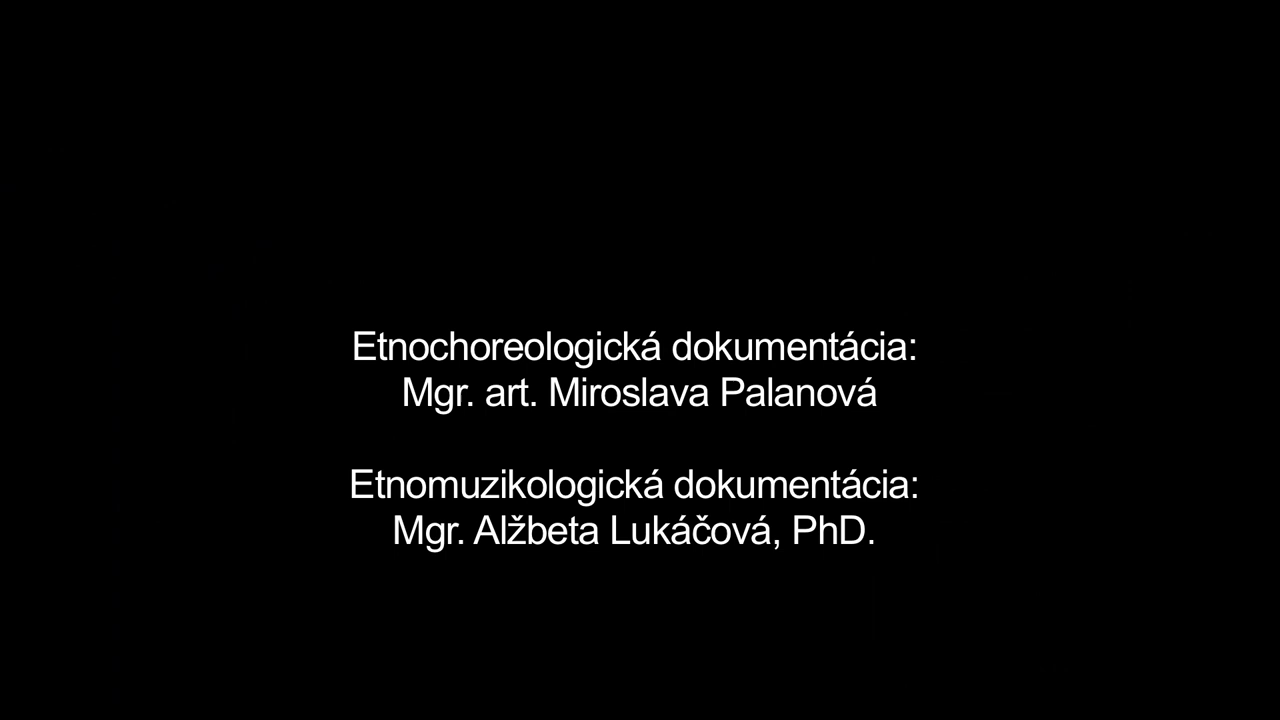 Etnochoreologická dokumentácia:
Mgr. art. Miroslava Palanová
Etnomuzikologická dokumentácia:
Mgr. Alžbeta Lukáčová, PhD.